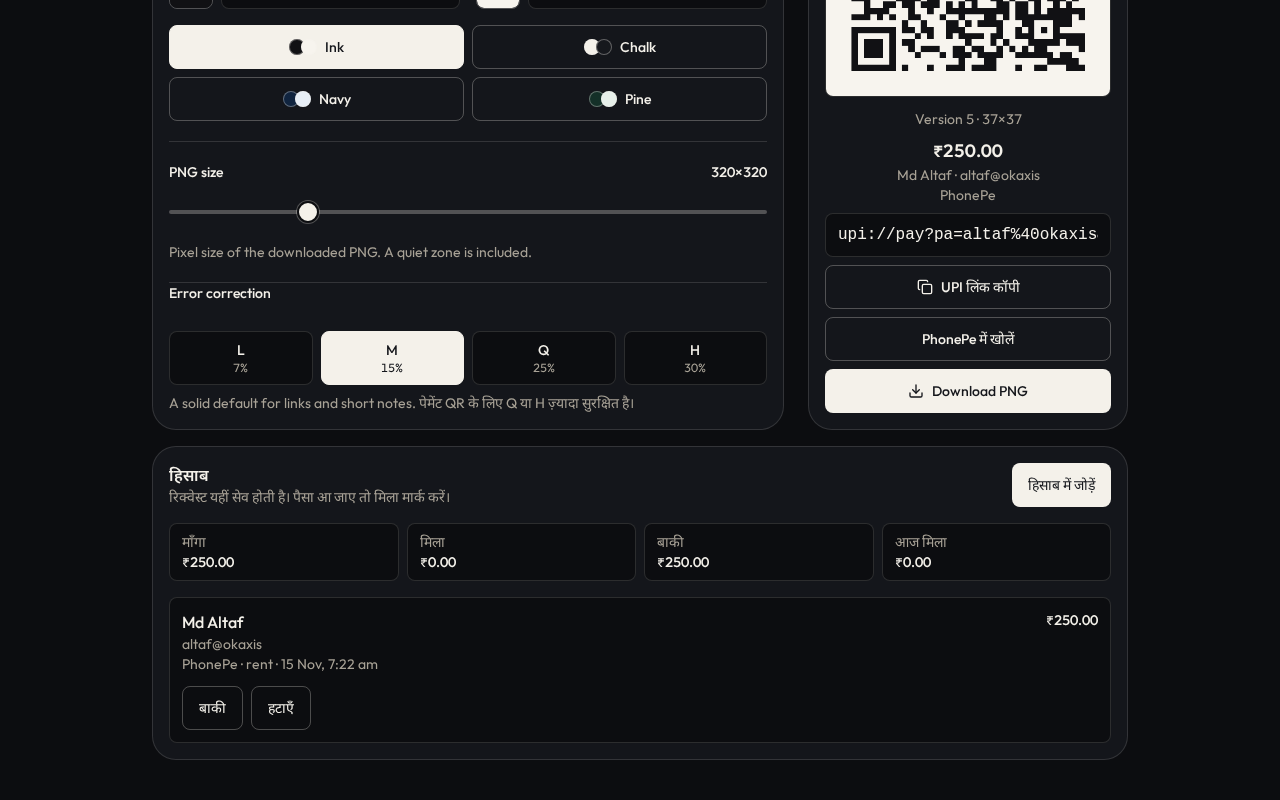 Ink
Chalk
Navy
Pine
PNG size
320×320
Pixel size of the downloaded PNG. A quiet zone is included.
Error correction
L
7%
M
15%
Q
25%
H
30%
A solid default for links and short notes. पेमेंट QR के लिए Q या H ज़्यादा सुरक्षित है।
Version 5 · 37×37
₹250.00
Md Altaf · altaf@okaxis
PhonePe
upi://pay?pa=altaf%40okaxis
UPI लिंक कॉपी
PhonePe में खोलें
Download PNG
हिसाब
रिक्वेस्ट यहीं सेव होती है। पैसा आ जाए तो मिला मार्क करें।
हिसाब में जोड़ें
माँगा
₹250.00
मिला
₹0.00
बाकी
₹250.00
आज मिला
₹0.00
Md Altaf
₹250.00
altaf@okaxis
PhonePe · rent · 15 Nov, 7:22 am
बाकी
हटाएँ